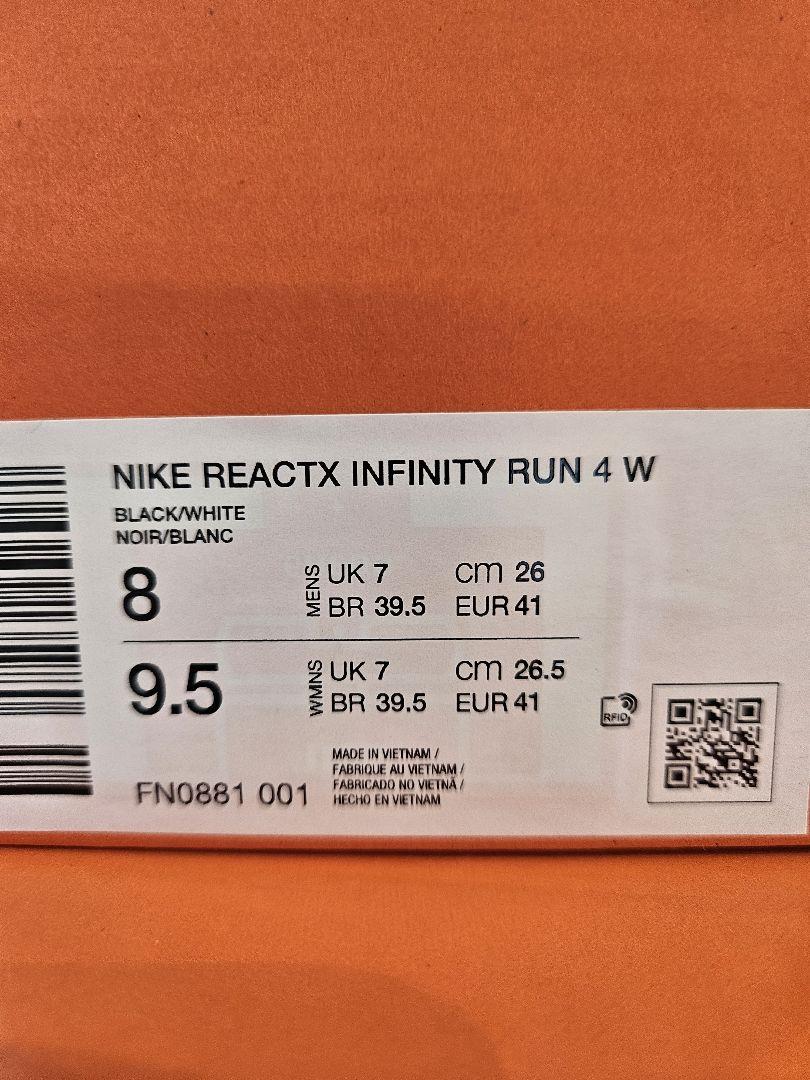 NIKE REACTX INFINITY RUN 4 W
BLACK/WHITE
NOIR/BLANC
8 MENS UK 7 cm 26
BR 39.5 EUR 41
9.5 WMNS UK 7 cm 26.5
BR 39.5 EUR 41
RFID
MADE IN VIETNAM /
FABRIQUE AU VIETNAM /
FABRICADO NO VIETNÃ /
HECHO EN VIETNAM
FN0881 001